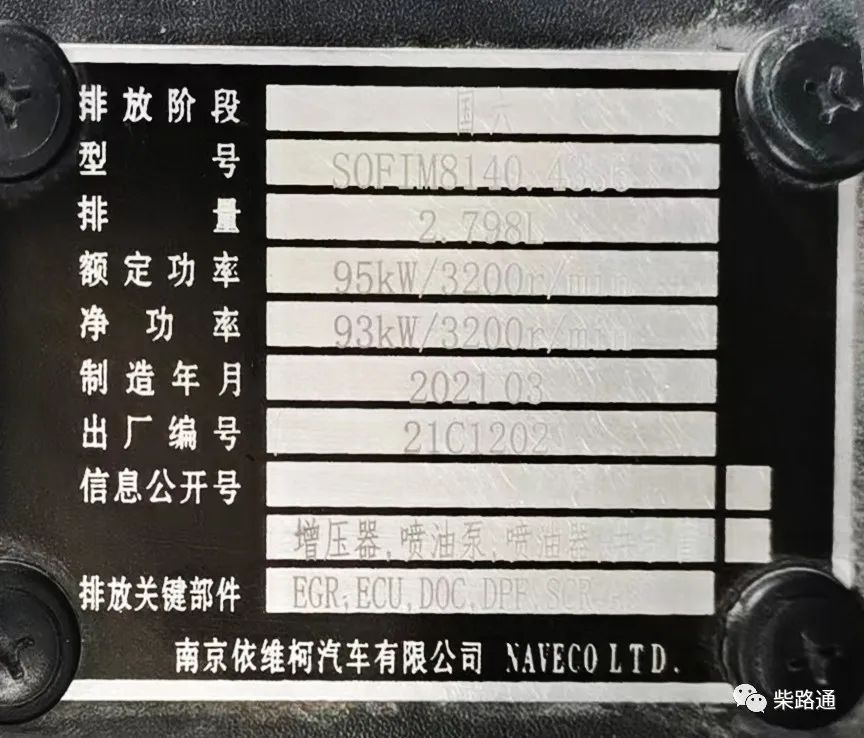 排放阶段 国六
型号 SOFIM8140.43S6
排量 2.798L
额定功率 95kW/3200r/min
净功率 93kW/3200r/min
制造年月 2021 03
出厂编号 21C1202
信息公开号
增压器,喷油泵,喷油器
排放关键部件 EGR,ECU,DOC,DPF,SCR
南京依维柯汽车有限公司 NAVECO LTD.
柴路通